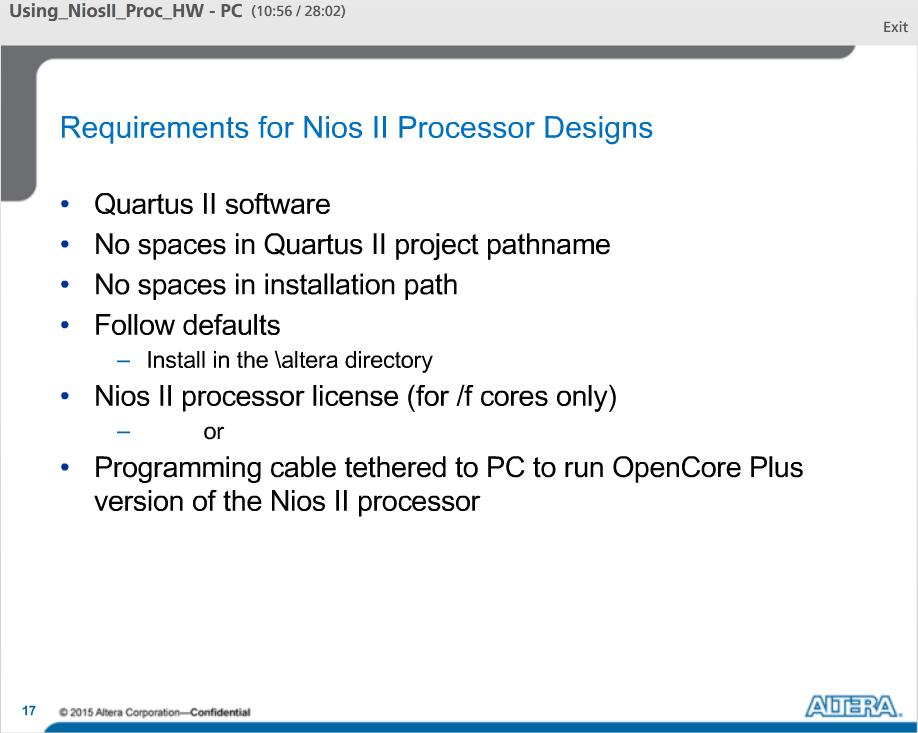 Using_NiosII_Proc_HW - PC (10:56 / 28:02)
Exit
Requirements for Nios II Processor Designs
• Quartus II software
• No spaces in Quartus II project pathname
• No spaces in installation path
• Follow defaults
– Install in the \altera directory
• Nios II processor license (for /f cores only)
– or
• Programming cable tethered to PC to run OpenCore Plus
version of the Nios II processor
17 © 2015 Altera Corporation—Confidential
ALTERA.